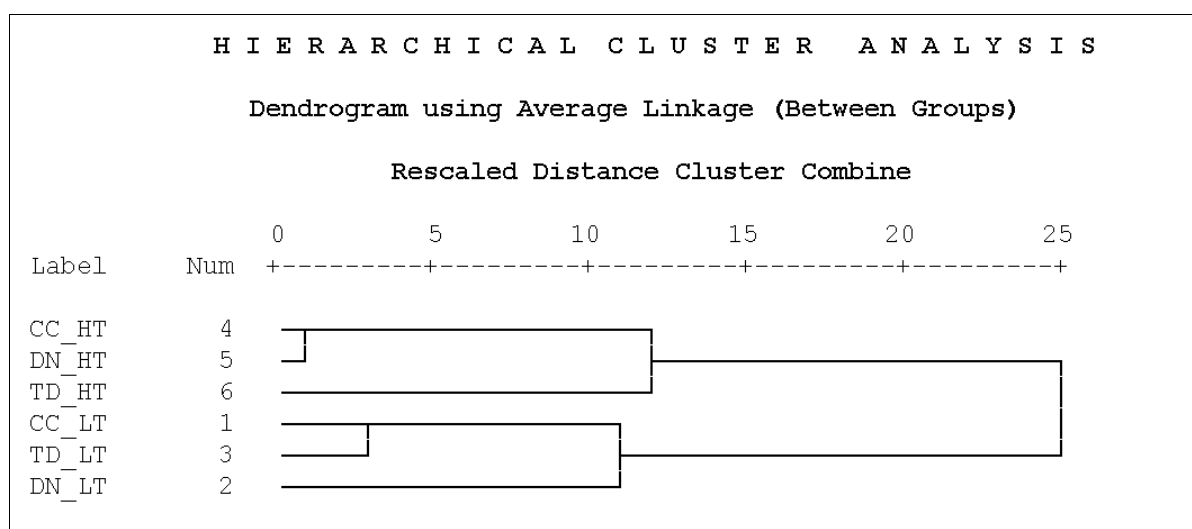 H I E R A R C H I C A L C L U S T E R A N A L Y S I S
Dendrogram using Average Linkage (Between Groups)
Rescaled Distance Cluster Combine
0 5 10 15 20 25
Label Num +---------+---------+---------+---------+---------+
CC_HT 4
DN_HT 5
TD_HT 6
CC_LT 1
TD_LT 3
DN_LT 2